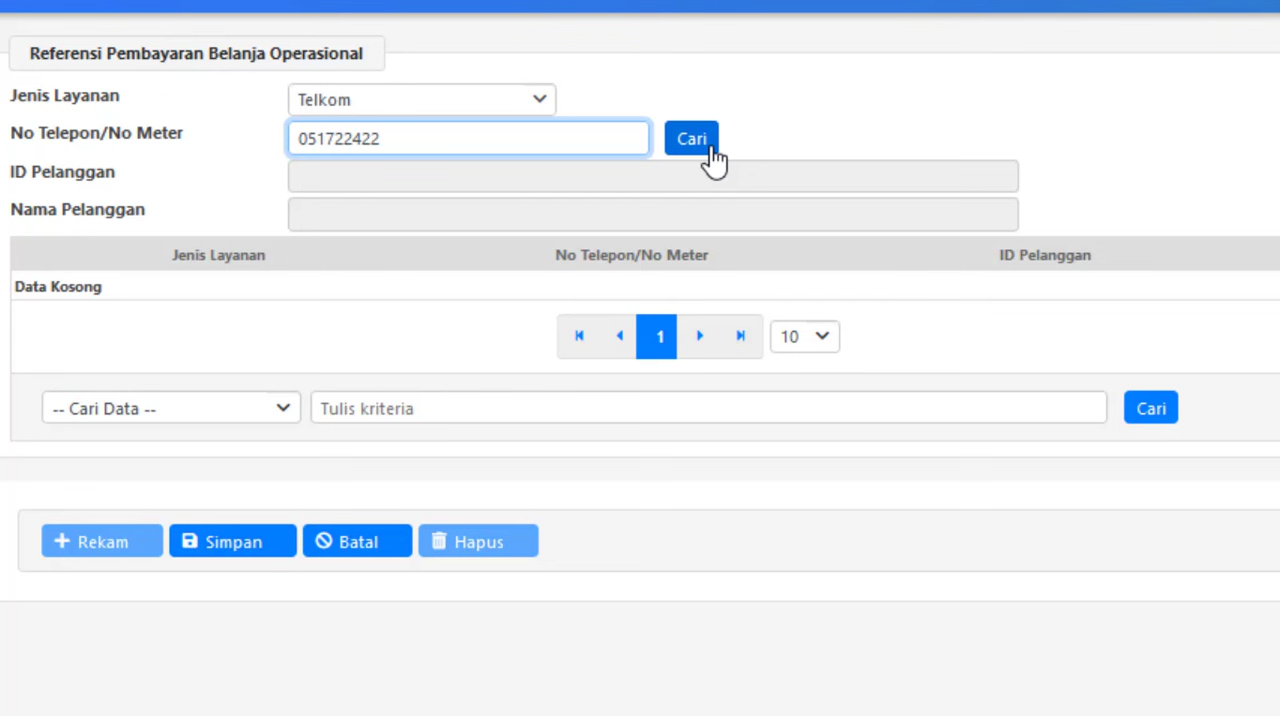 Referensi Pembayaran Belanja Operasional
Jenis Layanan Telkom
No Telepon/No Meter 051722422 Cari
ID Pelanggan
Nama Pelanggan
Jenis Layanan No Telepon/No Meter ID Pelanggan
Data Kosong
1 10
-- Cari Data -- Tulis kriteria Cari
Rekam Simpan Batal Hapus